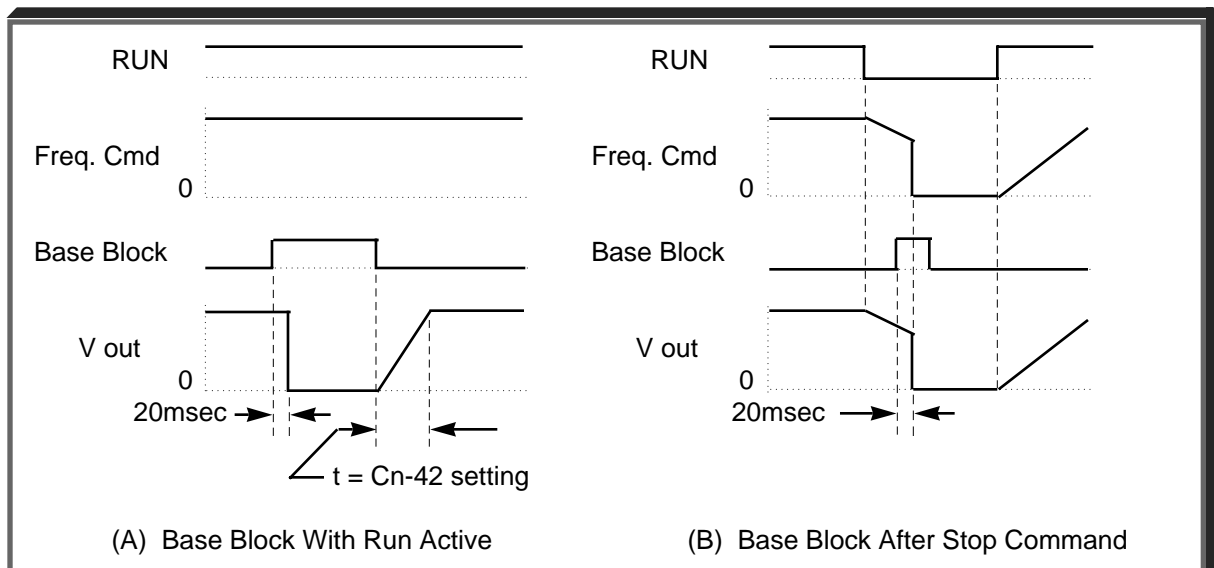 RUN
Freq. Cmd
0
Base Block
V out
0
20msec
t = Cn-42 setting
(A) Base Block With Run Active
RUN
Freq. Cmd
0
Base Block
V out
0
20msec
(B) Base Block After Stop Command